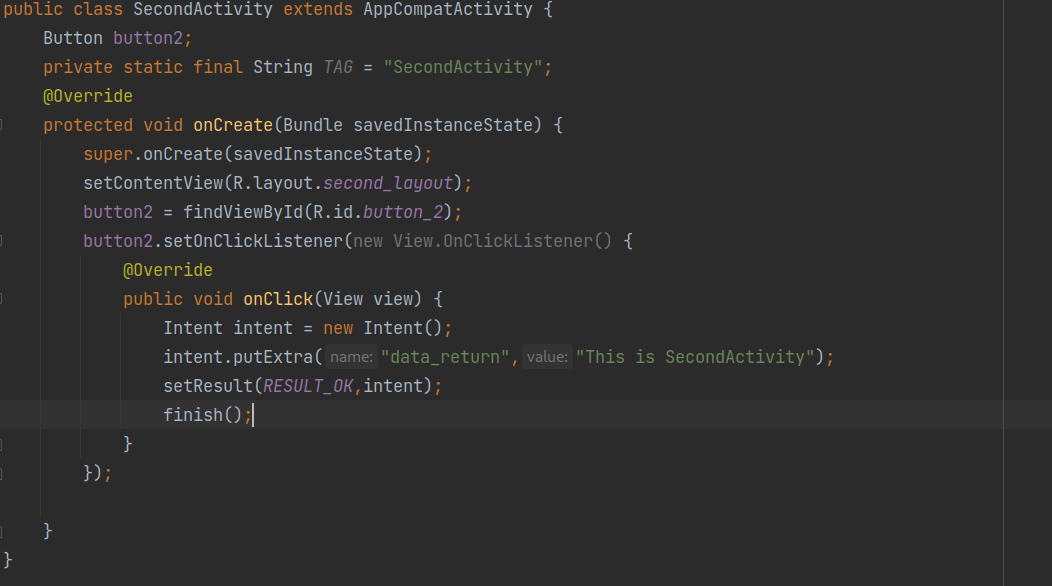 public class SecondActivity extends AppCompatActivity {
    Button button2;
    private static final String TAG = "SecondActivity";
    @Override
    protected void onCreate(Bundle savedInstanceState) {
        super.onCreate(savedInstanceState);
        setContentView(R.layout.second_layout);
        button2 = findViewById(R.id.button_2);
        button2.setOnClickListener(new View.OnClickListener() {
            @Override
            public void onClick(View view) {
                Intent intent = new Intent();
                intent.putExtra( name: "data_return", value: "This is SecondActivity");
                setResult(RESULT_OK,intent);
                finish();
            }
        });
    }
}